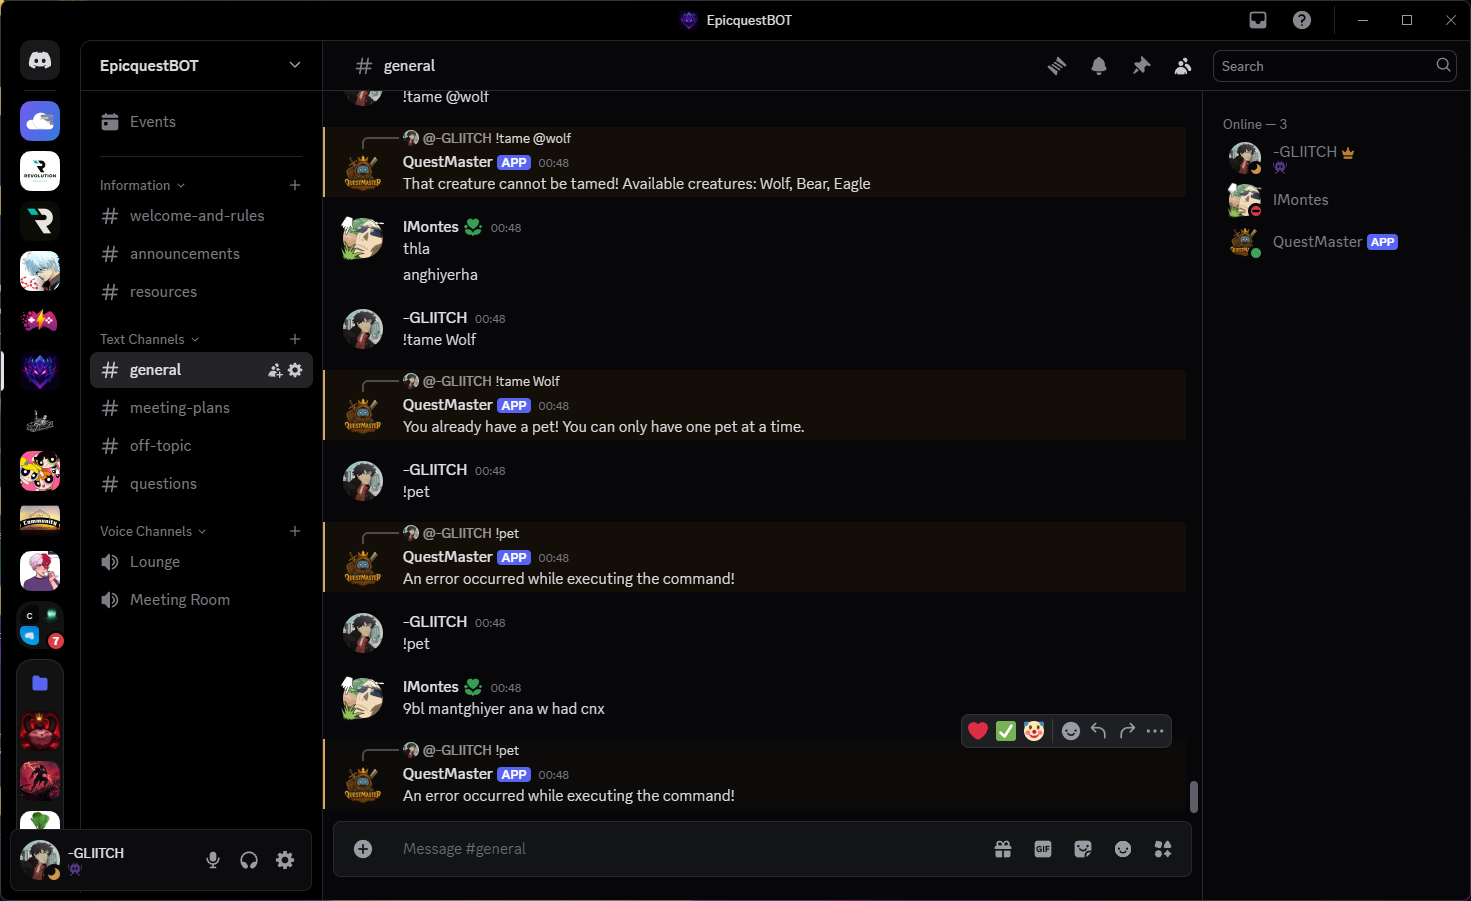 EpicquestBOT
EpicquestBOT
general
Search
Events
Information
welcome-and-rules
announcements
resources
Text Channels
general
meeting-plans
off-topic
questions
Voice Channels
Lounge
Meeting Room
REVOLUTION
Community
C
7
-GLIITCH
!tame @wolf
@-GLIITCH !tame @wolf
QuestMaster APP 00:48
That creature cannot be tamed! Available creatures: Wolf, Bear, Eagle
IMontes 00:48
thla
anghiyerha
-GLIITCH 00:48
!tame Wolf
@-GLIITCH !tame Wolf
QuestMaster APP 00:48
You already have a pet! You can only have one pet at a time.
-GLIITCH 00:48
!pet
@-GLIITCH !pet
QuestMaster APP 00:48
An error occurred while executing the command!
-GLIITCH 00:48
!pet
IMontes 00:48
9bl mantghiyer ana w had cnx
@-GLIITCH !pet
QuestMaster APP 00:48
An error occurred while executing the command!
Message #general
GIF
Online — 3
-GLIITCH
IMontes
QuestMaster APP
QUESTMASTER
QUESTMASTER
QUESTMASTER
QUESTMASTER